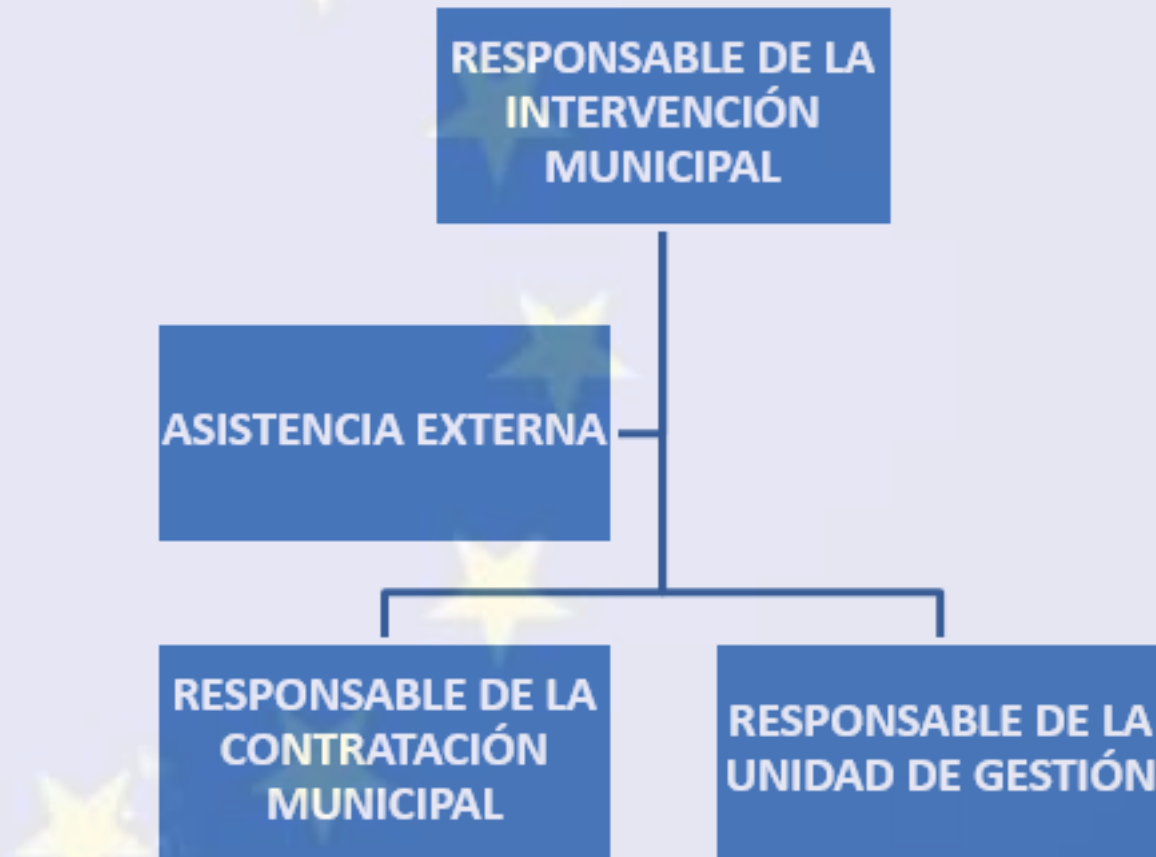 RESPONSABLE DE LA
INTERVENCIÓN
MUNICIPAL
ASISTENCIA EXTERNA
RESPONSABLE DE LA
CONTRATACIÓN
MUNICIPAL
RESPONSABLE DE LA
UNIDAD DE GESTIÓN